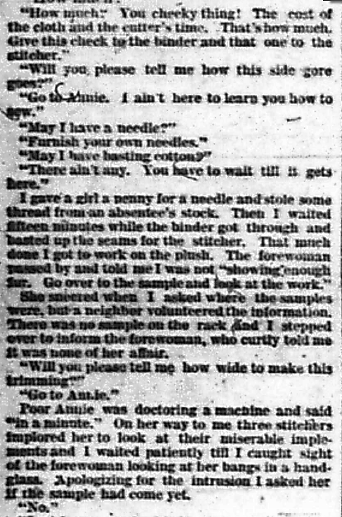 "How much? You cheeky thing! The cost of
the cloth and the cutter's time. That's how much.
Give this check to the binder and that one to the
stitcher."
"Will you please tell me how this side gore
goes?"
"Go to Annie. I ain't here to learn you how to
sew."
"May I have a needle?"
"Furnish your own needles."
"May I have basting cotton?"
"There ain't any. You have to wait till it gets
here."
I gave a girl a penny for a needle and stole some
thread from an absentee's stock. Then I waited
fifteen minutes while the binder got through and
basted up the seams for the stitcher. That much
done I got to work on the plush. The forewoman
passed by and told me I was not "showing enough
fur. Go over to the sample and look at the work."
She sneered when I asked where the samples
were, but a neighbor volunteered the information.
There was no sample on the rack and I stepped
over to inform the forewoman, who curtly told me
it was none of her affair.
"Will you please tell me how wide to make this
trimming?"
"Go to Annie."
Poor Annie was doctoring a machine and said
"in a minute." On her way to me three stitchers
implored her to look at their miserable imple-
ments and I waited patiently till I caught sight
of the forewoman looking at her bangs in a hand-
glass. Apologizing for the intrusion I asked her
if the sample had come yet.
"No."